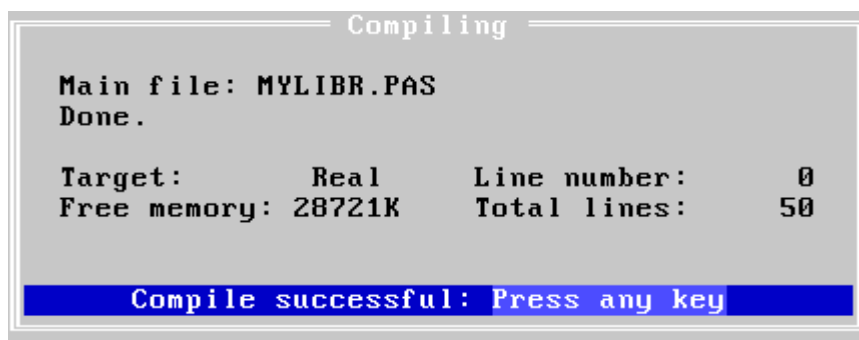 Compiling
Main file: MYLIBR.PAS
Done.
Target: Real Line number: 0
Free memory: 28721K Total lines: 50
Compile successful: Press any key